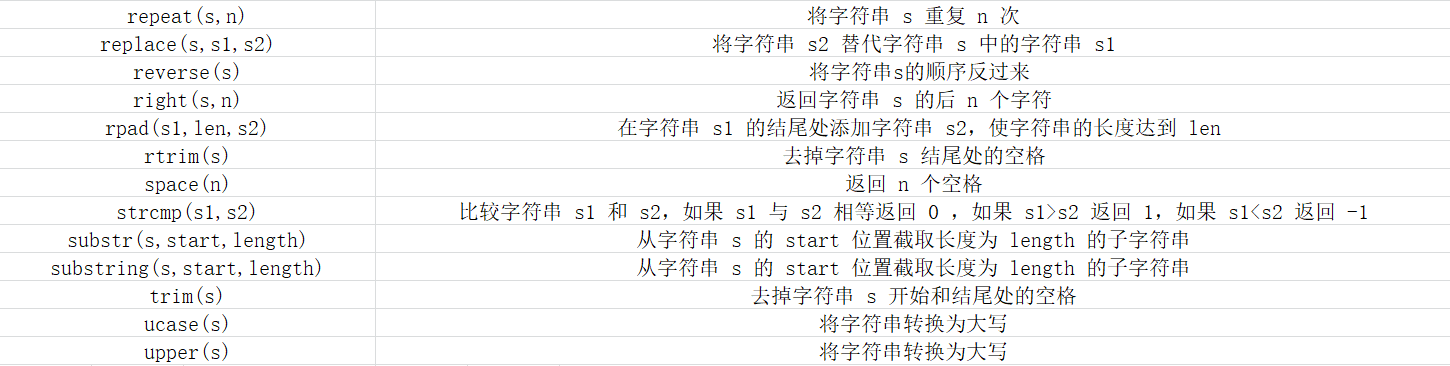 repeat(s,n) 将字符串 s 重复 n 次
replace(s,s1,s2) 将字符串 s2 替代字符串 s 中的字符串 s1
reverse(s) 将字符串s的顺序反过来
right(s,n) 返回字符串 s 的后 n 个字符
rpad(s1,len,s2) 在字符串 s1 的结尾处添加字符串 s2，使字符串的长度达到 len
rtrim(s) 去掉字符串 s 结尾处的空格
space(n) 返回 n 个空格
strcmp(s1,s2) 比较字符串 s1 和 s2，如果 s1 与 s2 相等返回 0 ，如果 s1>s2 返回 1，如果 s1<s2 返回 -1
substr(s,start,length) 从字符串 s 的 start 位置截取长度为 length 的子字符串
substring(s,start,length) 从字符串 s 的 start 位置截取长度为 length 的子字符串
trim(s) 去掉字符串 s 开始和结尾处的空格
ucase(s) 将字符串转换为大写
upper(s) 将字符串转换为大写